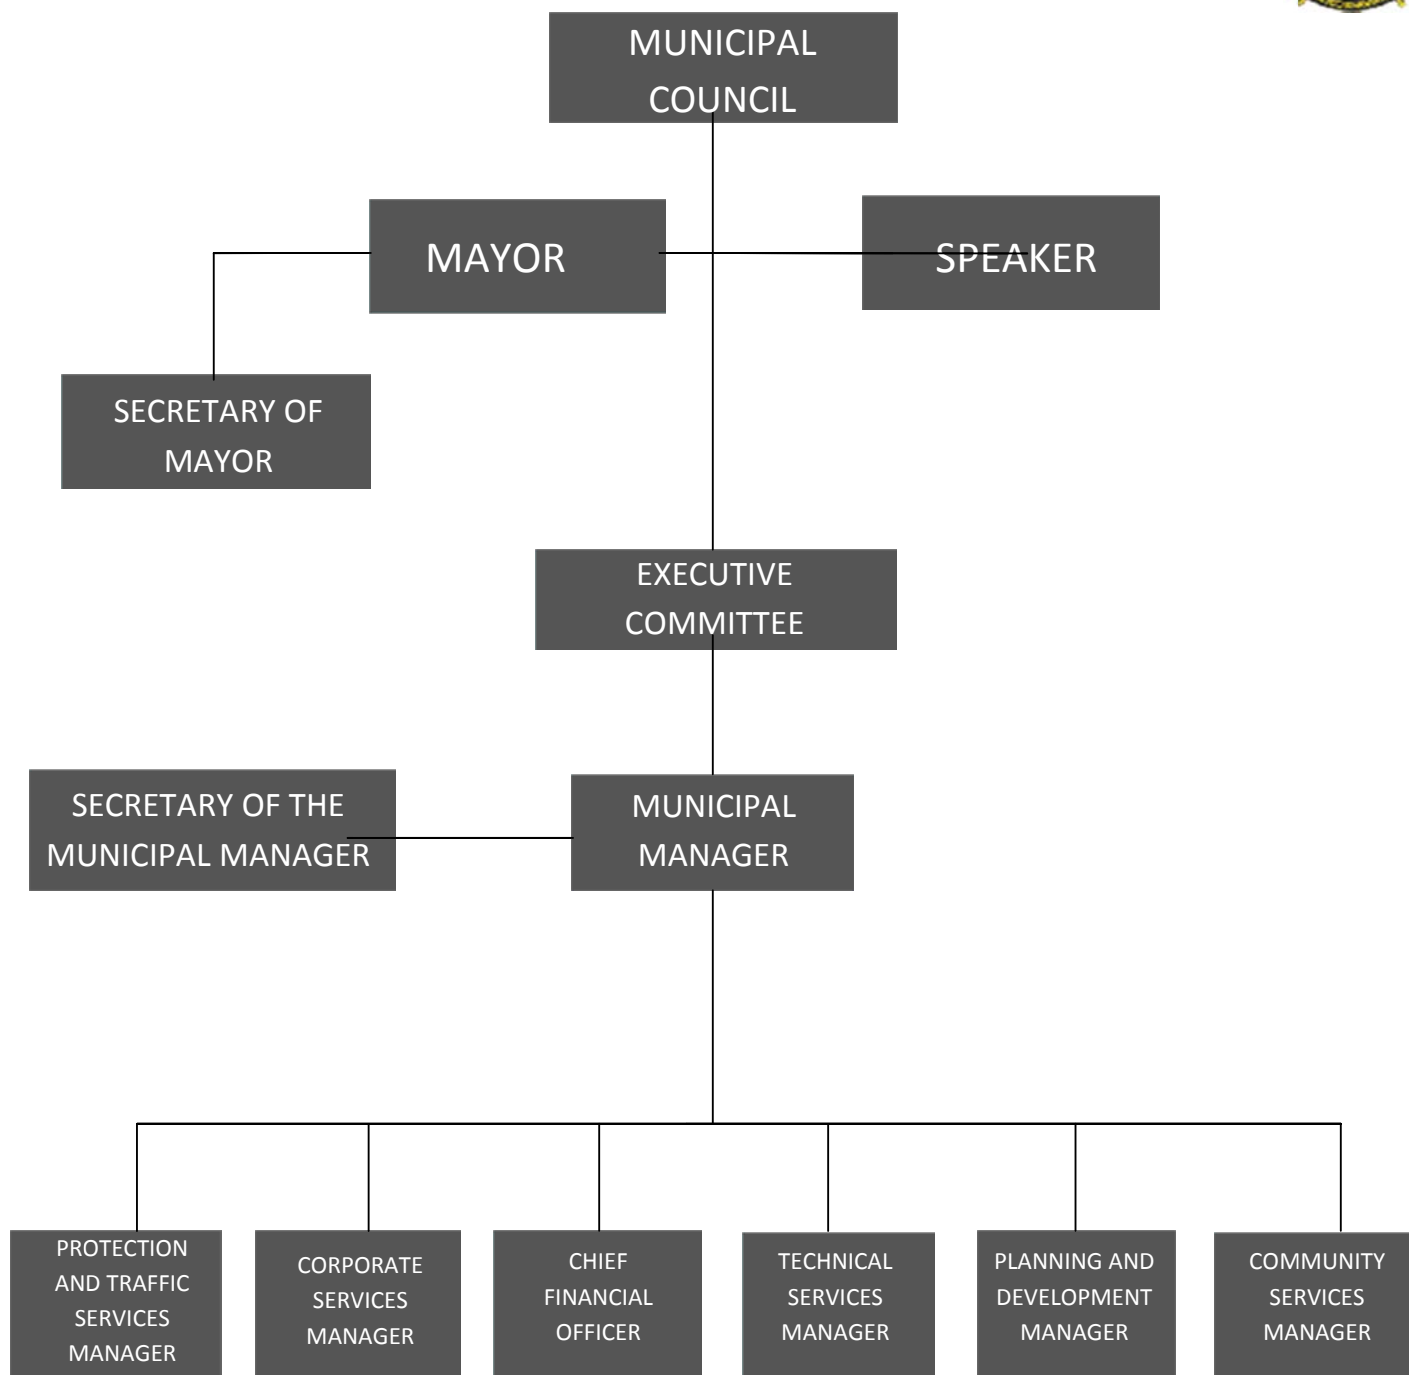 MUNICIPAL
COUNCIL
MAYOR
SPEAKER
SECRETARY OF
MAYOR
EXECUTIVE
COMMITTEE
SECRETARY OF THE
MUNICIPAL MANAGER
MUNICIPAL
MANAGER
PROTECTION
AND TRAFFIC
SERVICES
MANAGER
CORPORATE
SERVICES
MANAGER
CHIEF
FINANCIAL
OFFICER
TECHNICAL
SERVICES
MANAGER
PLANNING AND
DEVELOPMENT
MANAGER
COMMUNITY
SERVICES
MANAGER